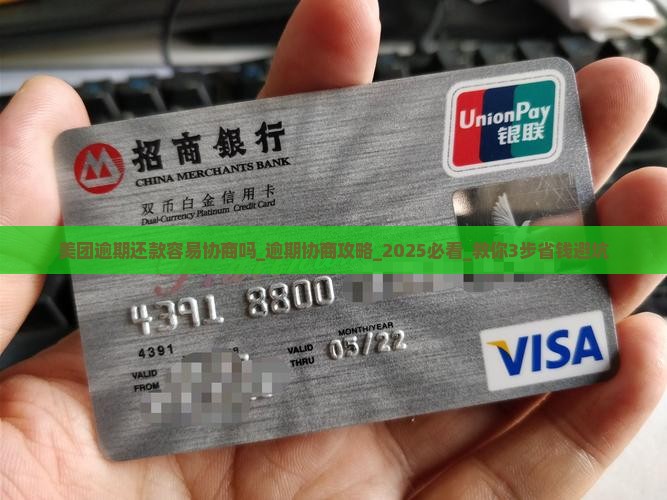 招商銀行
CHINA MERCHANTS BANK
双币白金信用卡
Dual-Currency Platinum Credit Card
UnionPay
银联
美团逾期还款容易协商吗_逾期协商攻略_2025必看_教你3步省钱避坑
4391 8800
4391
MONTH/YEAR
VALID
THRU
05/22
VALID
FROM
VISA